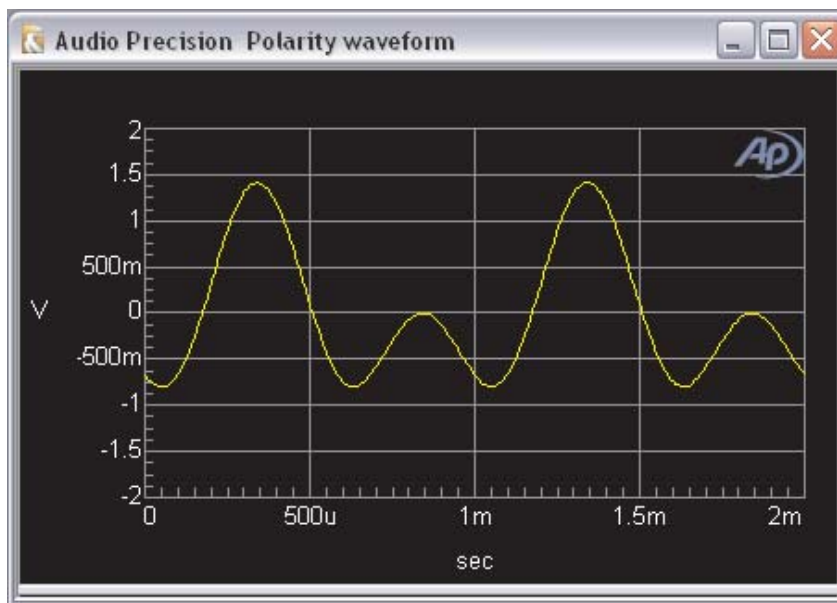 Audio Precision Polarity waveform
Ap
2
1.5
1
500m
0
-500m
-1
-1.5
-2
V
0 500u 1m 1.5m 2m
sec